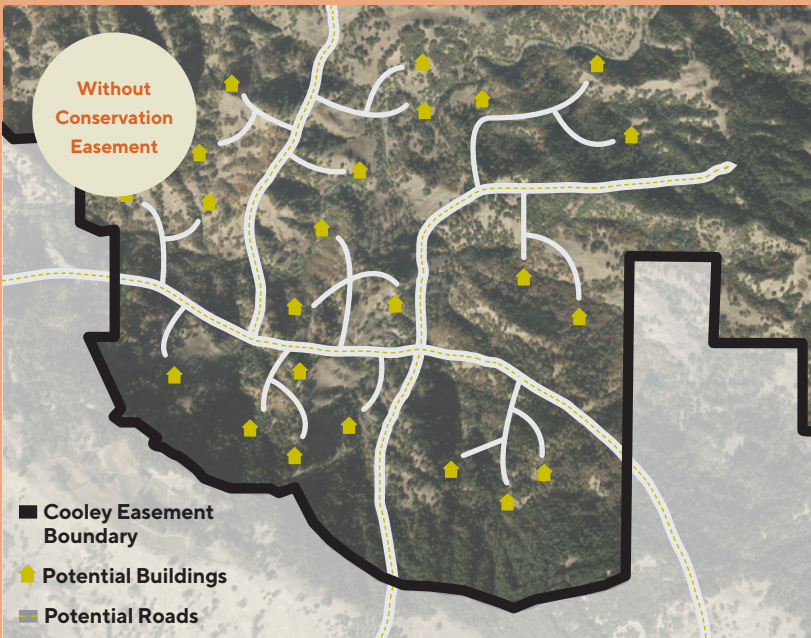 Without
Conservation
Easement
Cooley Easement
Boundary
Potential Buildings
Potential Roads